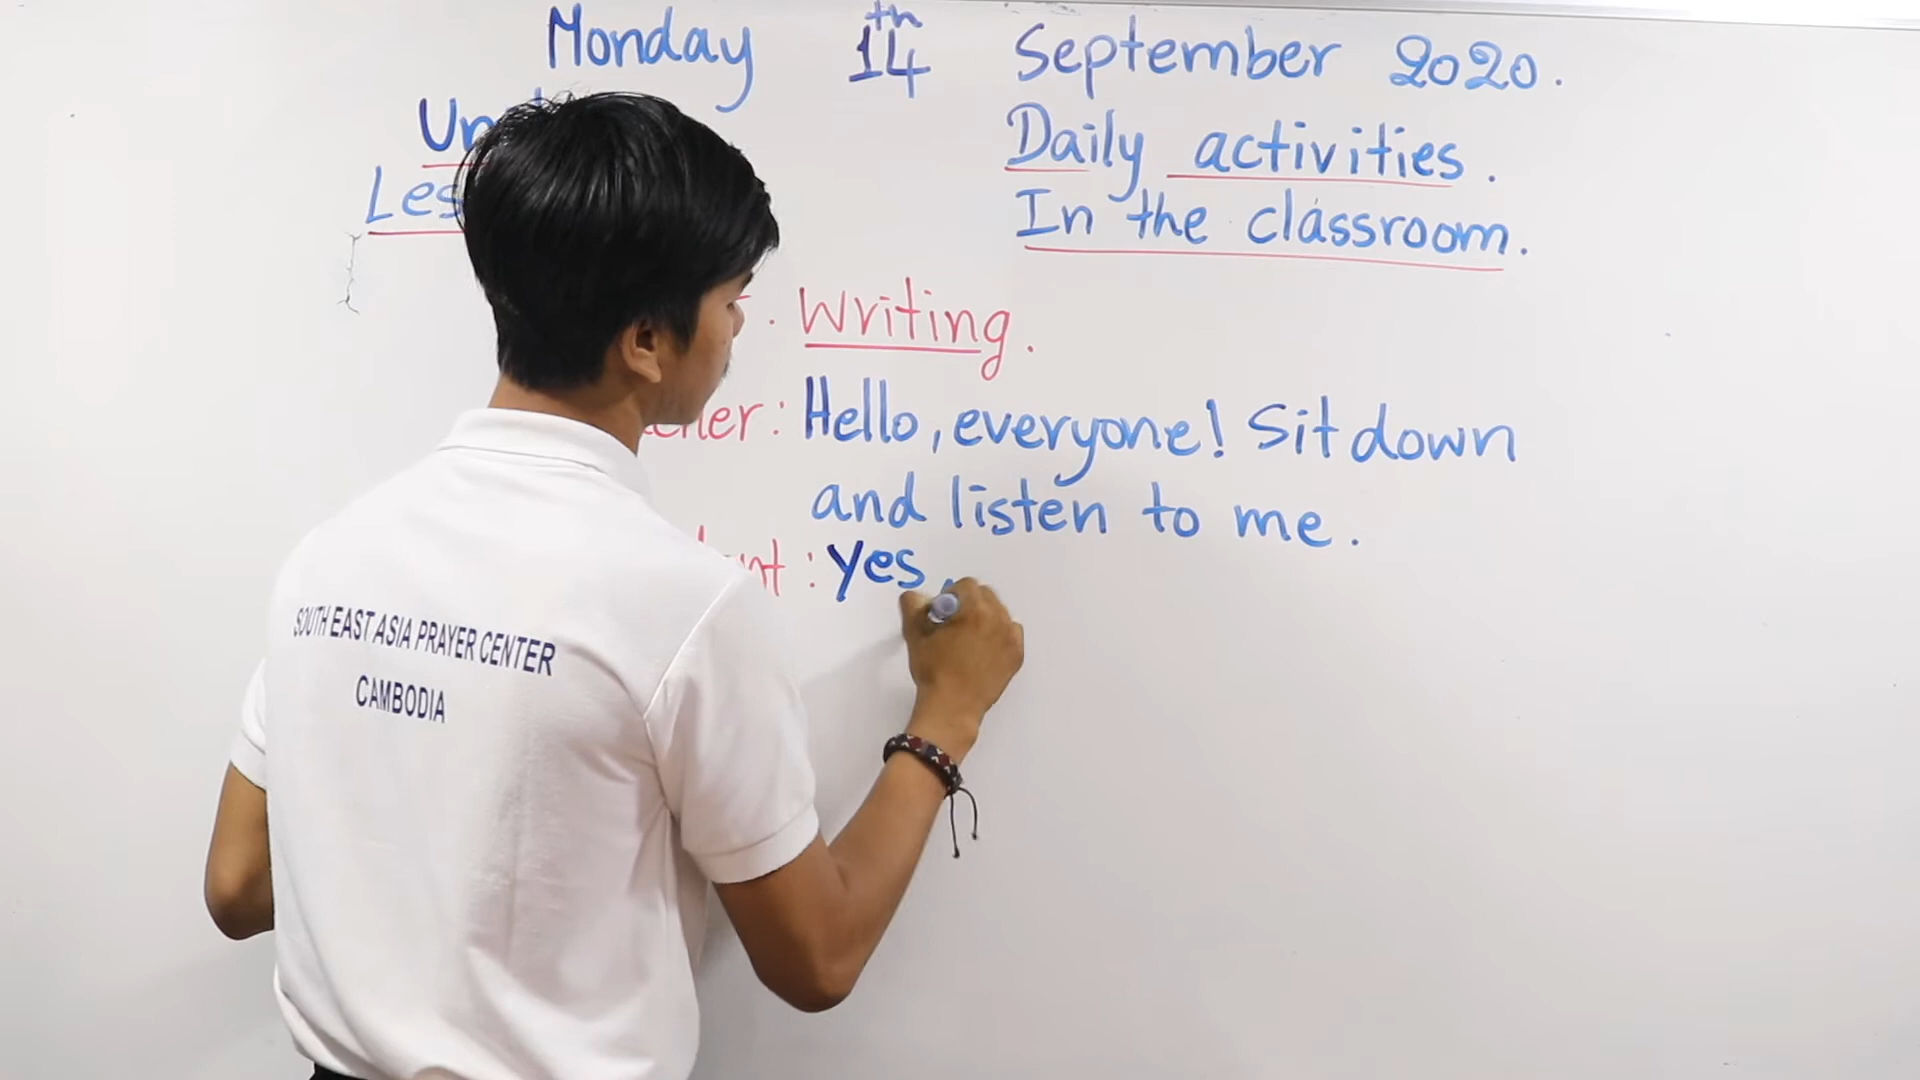 Monday 14th September 2020.
Daily activities.
In the classroom.
Writing.
: Hello, everyone! Sit down
and listen to me.
: Yes,
SOUTH EAST ASIA PRAYER CENTER
CAMBODIA